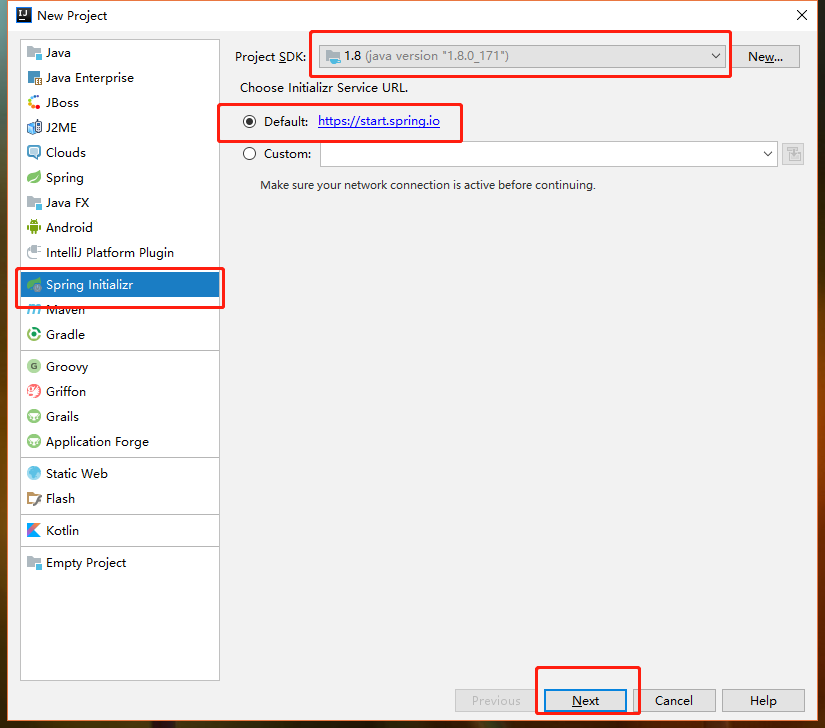 New Project
Java
Java Enterprise
JBoss
J2ME
Clouds
Spring
Java FX
Android
IntelliJ Platform Plugin
Spring Initializr
Maven
Gradle
Groovy
Griffon
Grails
Application Forge
Static Web
Flash
Kotlin
Empty Project
Project SDK: 1.8 (java version "1.8.0_171") New...
Choose Initializr Service URL.
Default: https://start.spring.io
Custom:
Make sure your network connection is active before continuing.
Previous Next Cancel Help